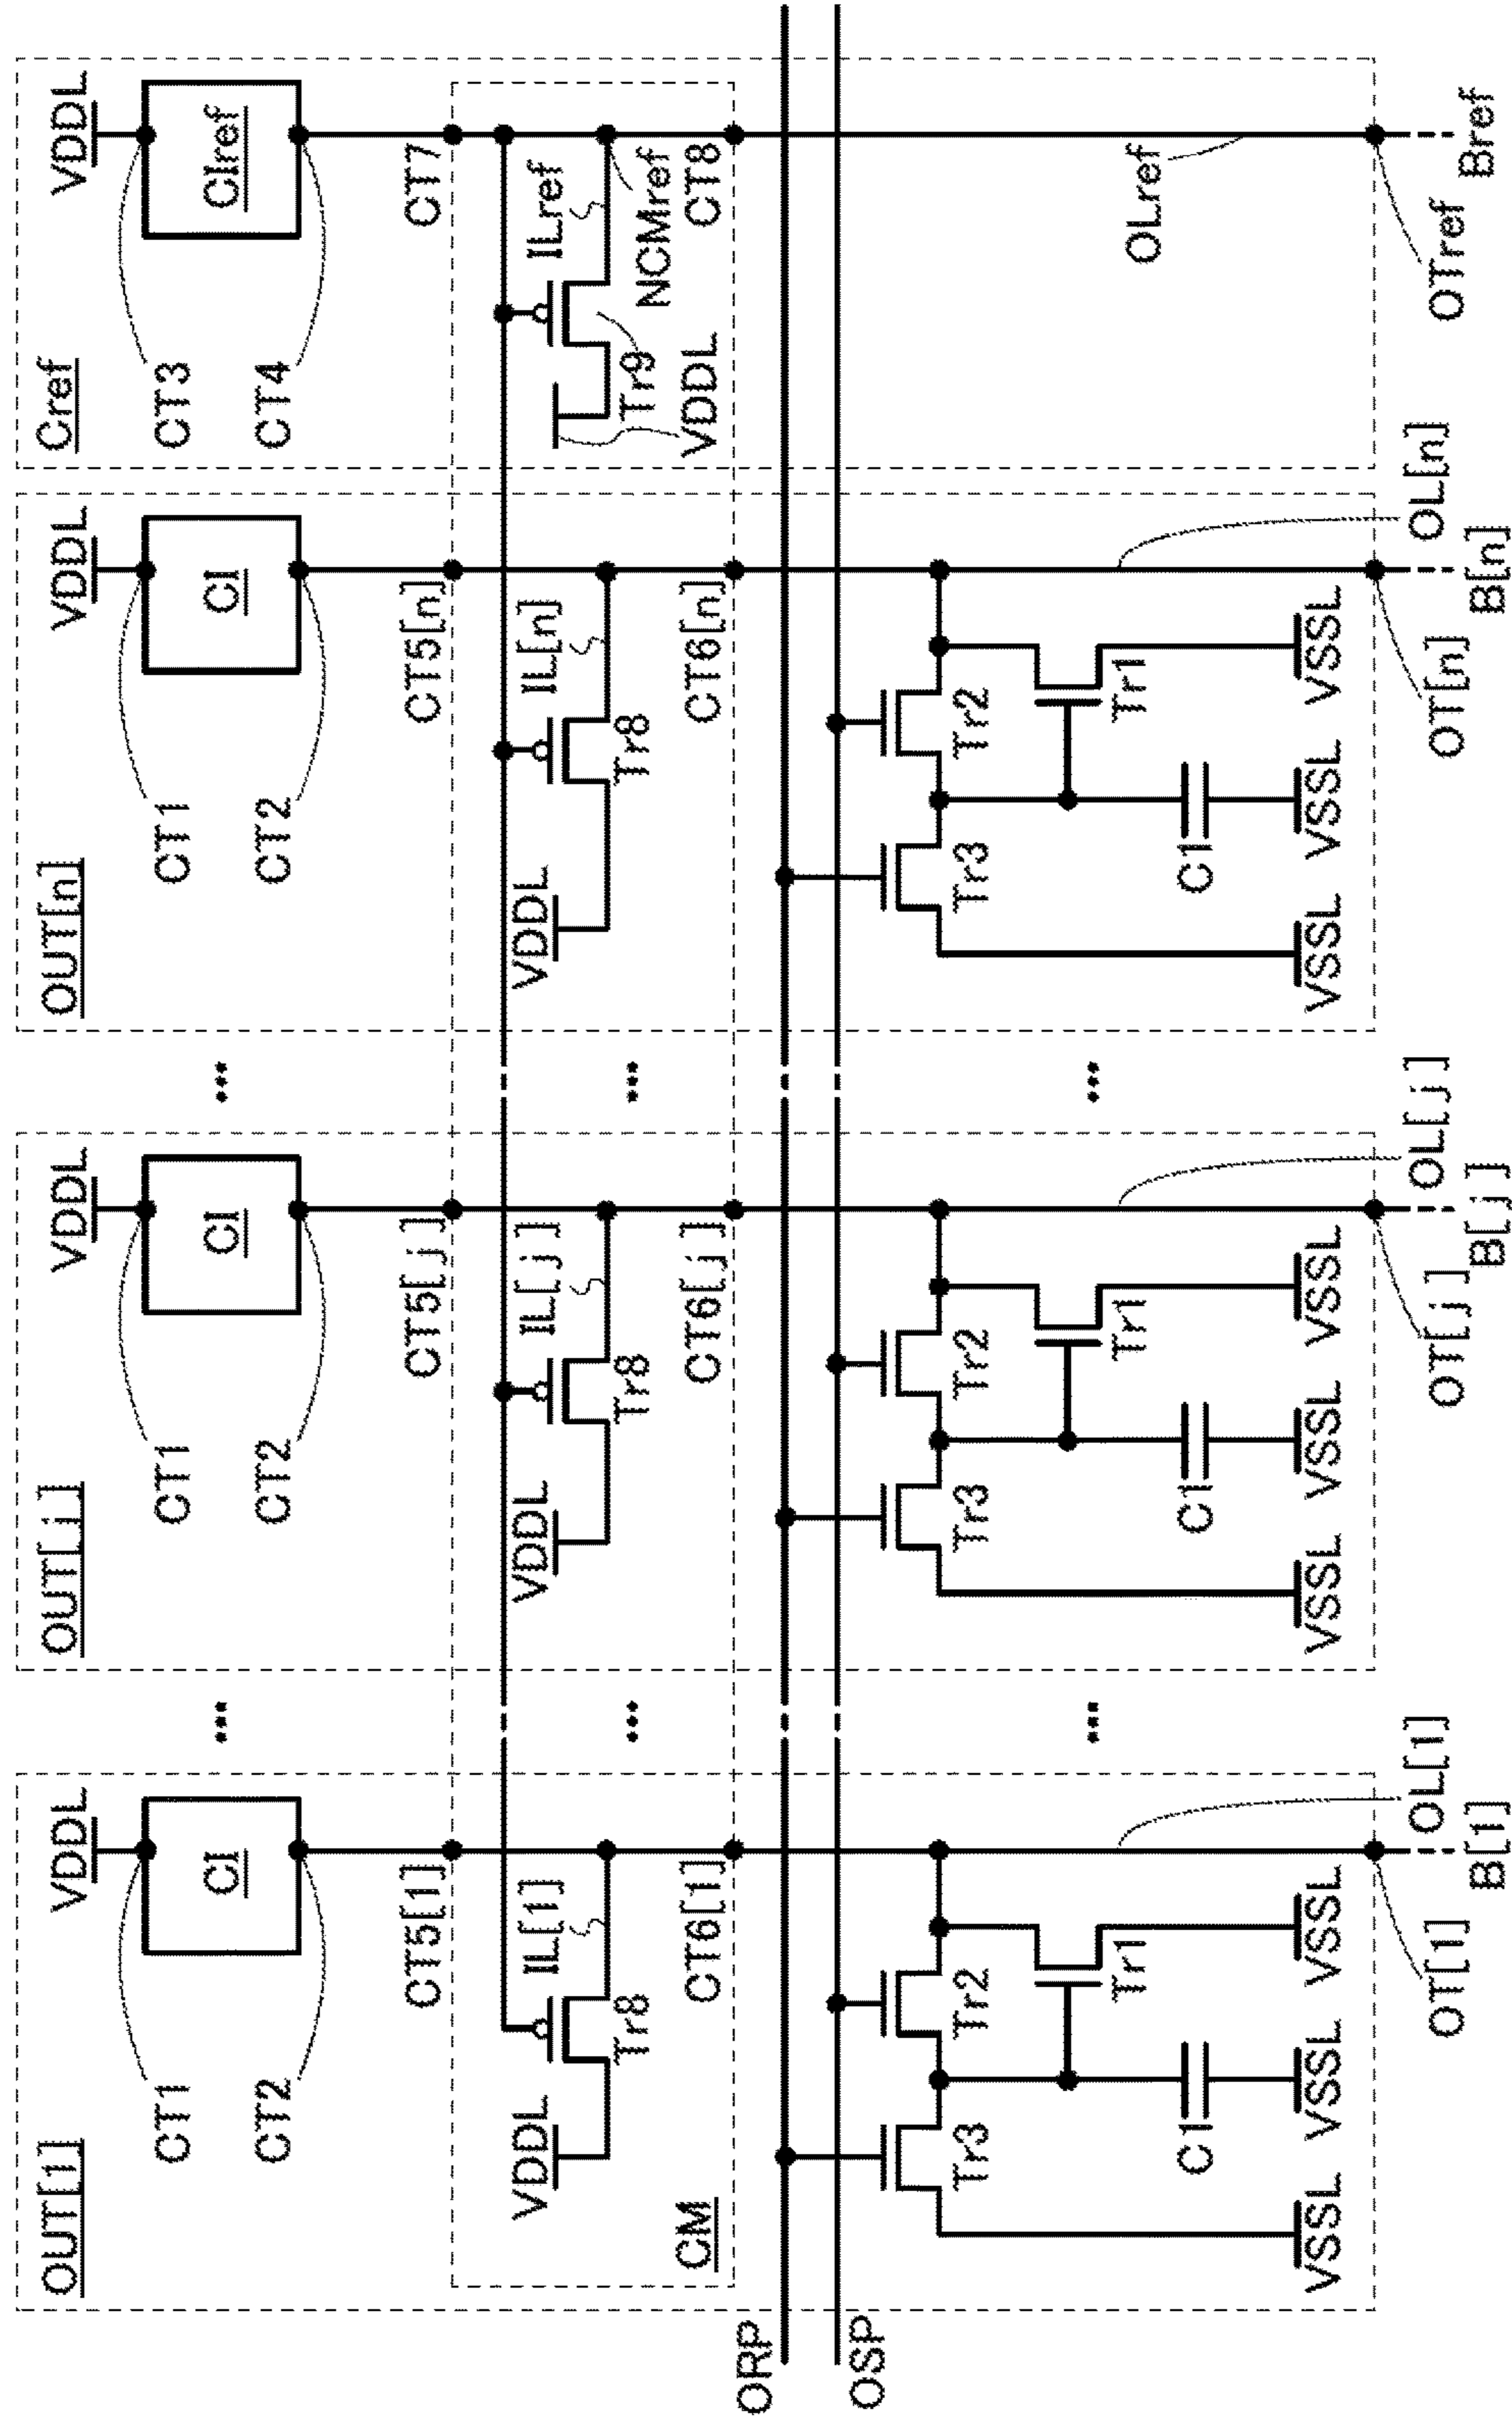 OUT[1]
VDDL
CI
CT1
CT2
CT5[1]
IL[1]
Tr8
VDDL
CT6[1]
CM
ORP
OSP
Tr3
Tr2
Tr1
C1
VSSL
VSSL
VSSL
OL[1]
OT[1]
B[1]
...
...
...
OUT[j]
VDDL
CI
CT1
CT2
CT5[j]
IL[j]
Tr8
VDDL
CT6[j]
Tr3
Tr2
Tr1
C1
VSSL
VSSL
VSSL
OL[j]
OT[j]
B[j]
...
...
...
OUT[n]
VDDL
CI
CT1
CT2
CT5[n]
IL[n]
Tr8
VDDL
CT6[n]
Tr3
Tr2
Tr1
C1
VSSL
VSSL
VSSL
OL[n]
OT[n]
B[n]
Cref
VDDL
CIref
CT3
CT4
CT7
ILref
NCMref
Tr9
VDDL
CT8
OLref
OTref
Bref